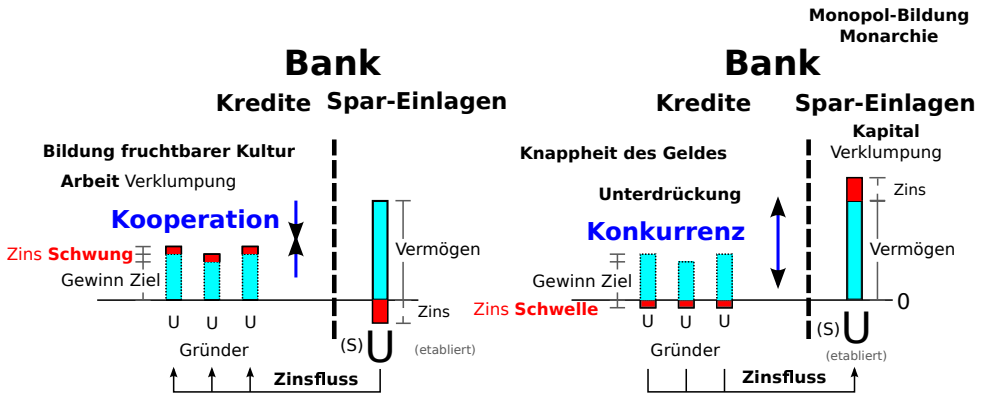 Bank
Kredite
Spar-Einlagen
Bildung fruchtbarer Kultur
Arbeit Verklumpung
Kooperation
Zins Schwung
Gewinn Ziel
Vermögen
Zins
U
U
U
(S) U
(etabliert)
Gründer
Zinsfluss
Monopol-Bildung
Monarchie
Bank
Kredite
Spar-Einlagen
Kapital
Verklumpung
Knappheit des Geldes
Zins
Unterdrückung
Konkurrenz
Vermögen
Gewinn Ziel
0
Zins Schwelle
U
U
U
(S) U
(etabliert)
Gründer
Zinsfluss